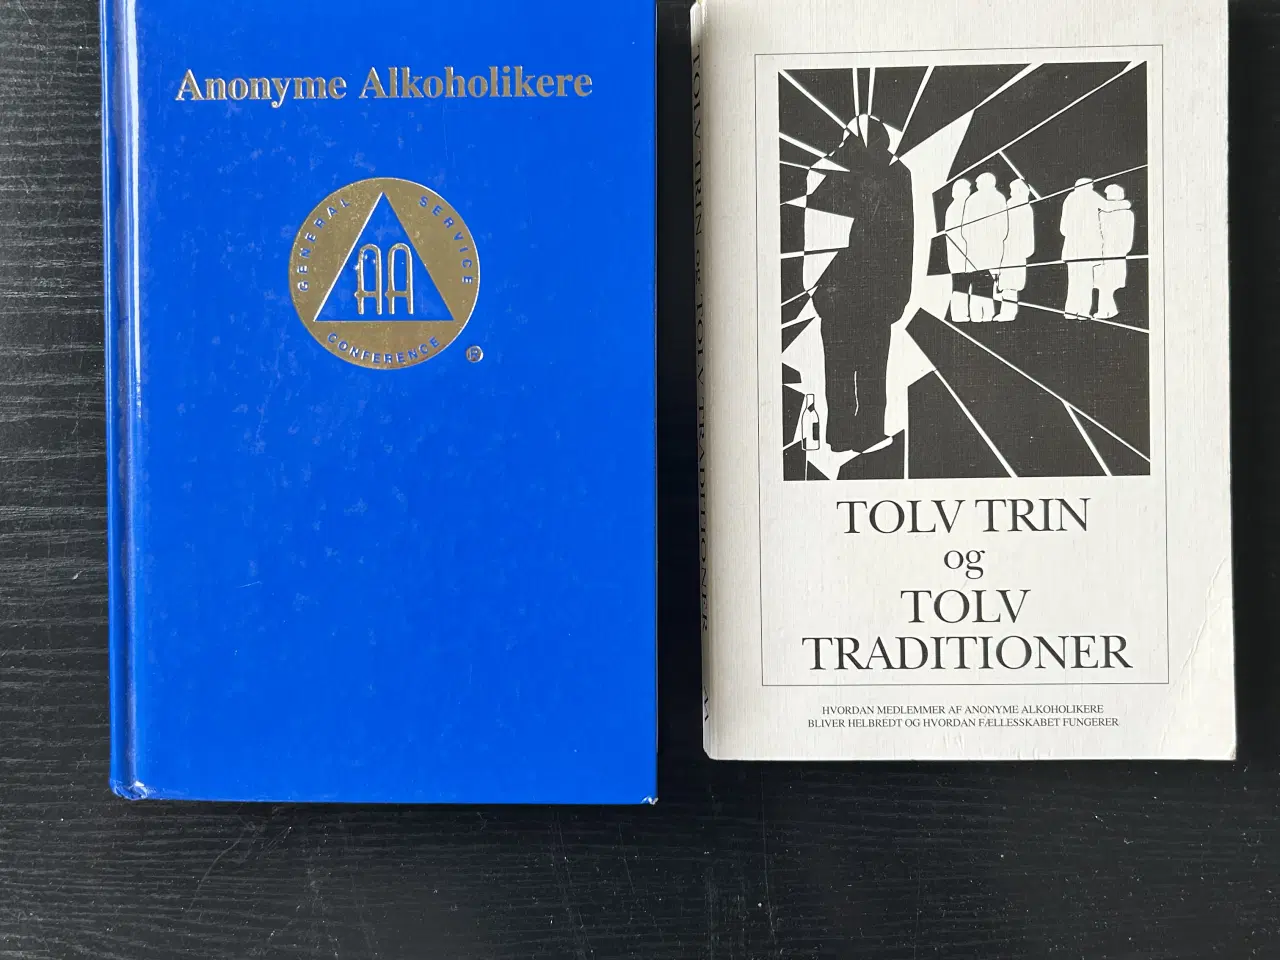 Anonyme Alkoholikere
GENERAL SERVICE
CONFERENCE
AA
®
TOLV TRIN og TOLV TRADITIONER AA
TOLV TRIN
og
TOLV
TRADITIONER
HVORDAN MEDLEMMER AF ANONYME ALKOHOLIKERE
BLIVER HELBREDT OG HVORDAN FÆLLESSKABET FUNGERER